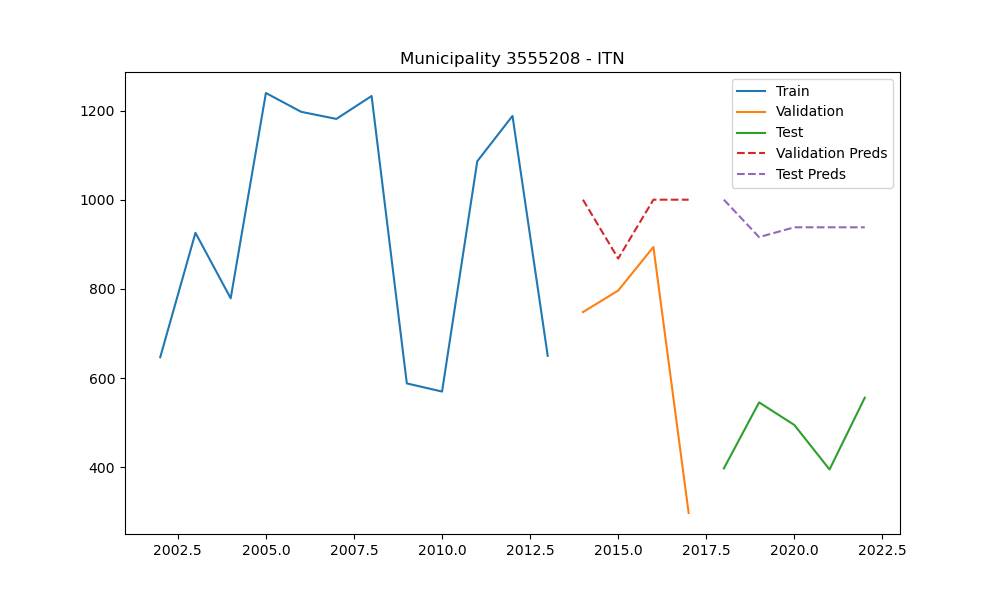 Municipality 3555208 - ITN
Train
Validation
Test
Validation Preds
Test Preds
1200
1000
800
600
400
2002.5 2005.0 2007.5 2010.0 2012.5 2015.0 2017.5 2020.0 2022.5